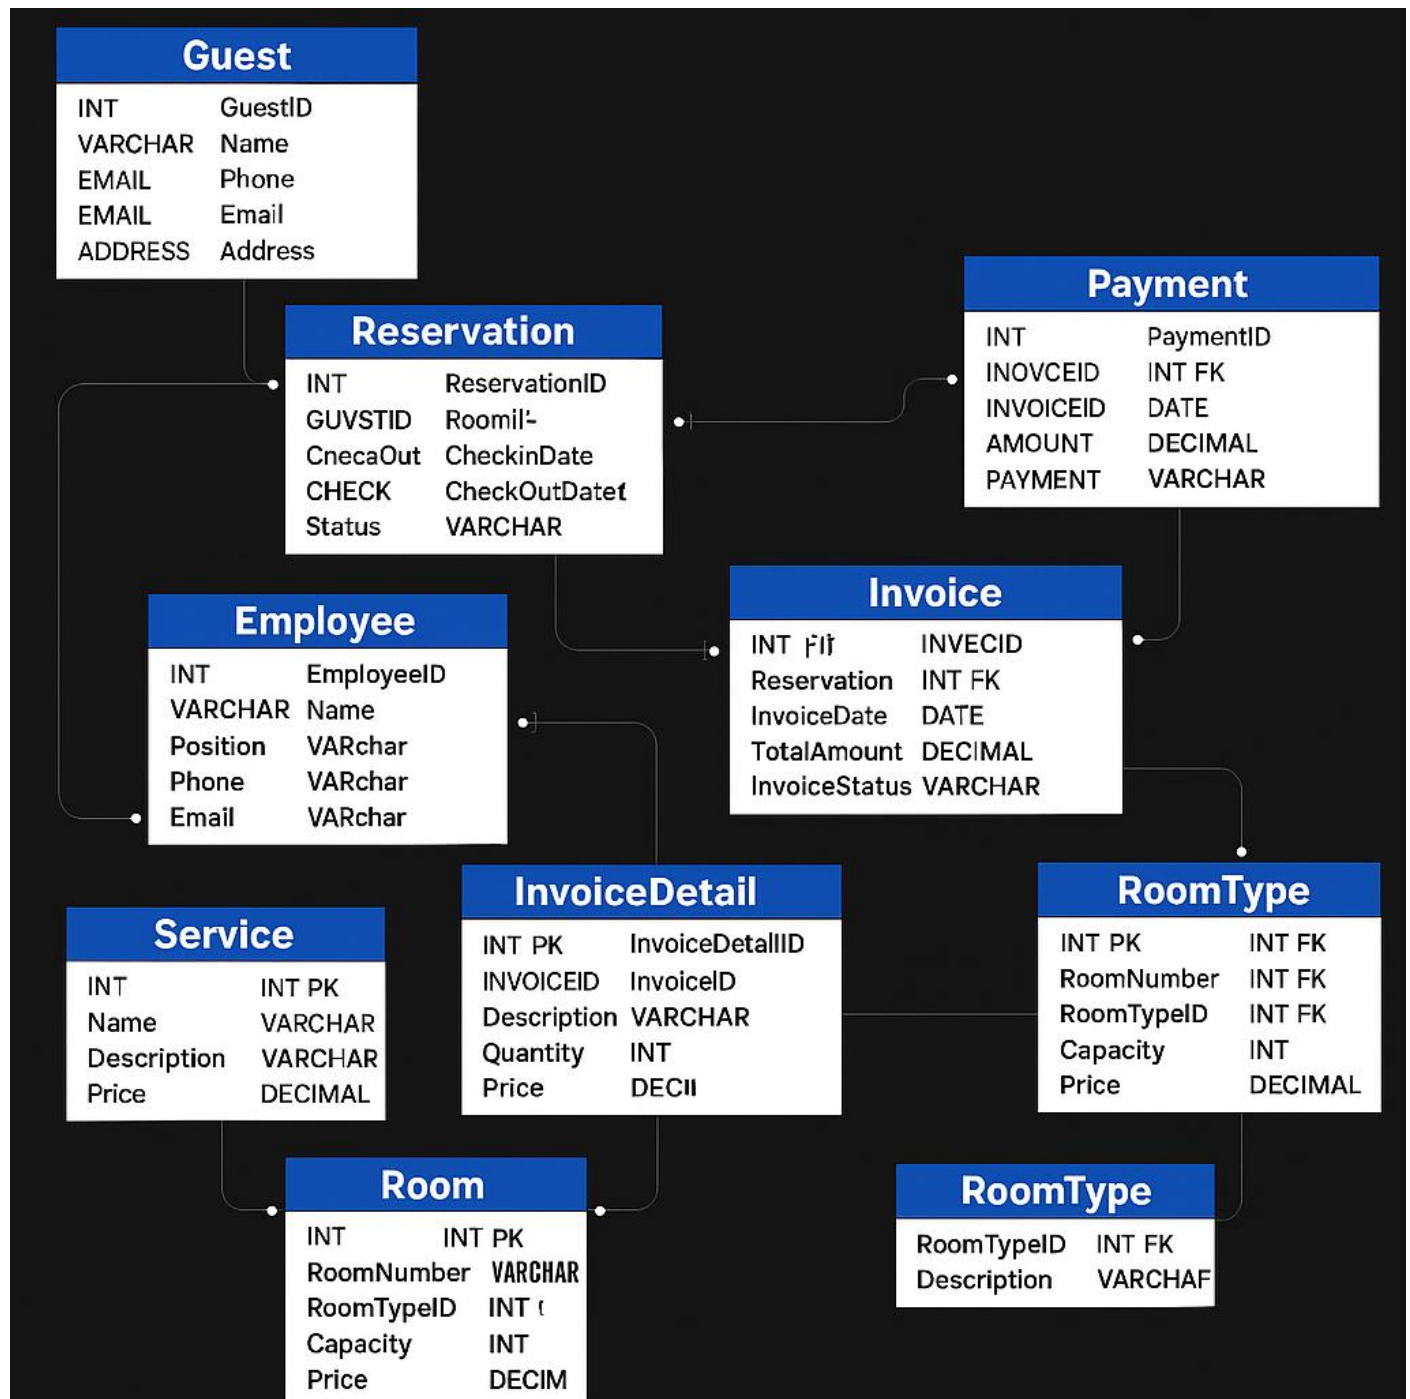 Guest
INT GuestID
VARCHAR Name
EMAIL Phone
EMAIL Email
ADDRESS Address
Payment
INT PaymentID
INOVCEID INT FK
INVOICEID DATE
AMOUNT DECIMAL
PAYMENT VARCHAR
Reservation
INT ReservationID
GUVSTID
CnecaOut CheckinDate
CHECK
Status VARCHAR
Invoice
INT INVECID
Reservation INT FK
InvoiceDate DATE
TotalAmount DECIMAL
InvoiceStatus VARCHAR
Employee
INT EmployeeID
VARCHAR Name
Position VARchar
Phone VARchar
Email VARchar
InvoiceDetail
INT PK InvoiceDetalIID
INVOICEID InvoiceID
Description VARCHAR
Quantity INT
Price
RoomType
INT PK INT FK
RoomNumber INT FK
RoomTypeID INT FK
Capacity INT
Price DECIMAL
Service
INT INT PK
Name VARCHAR
Description VARCHAR
Price DECIMAL
Room
INT INT PK
RoomNumber VARCHAR
RoomTypeID INT
Capacity INT
Price DECIM
RoomType
RoomTypeID INT FK
Description VARCHAF